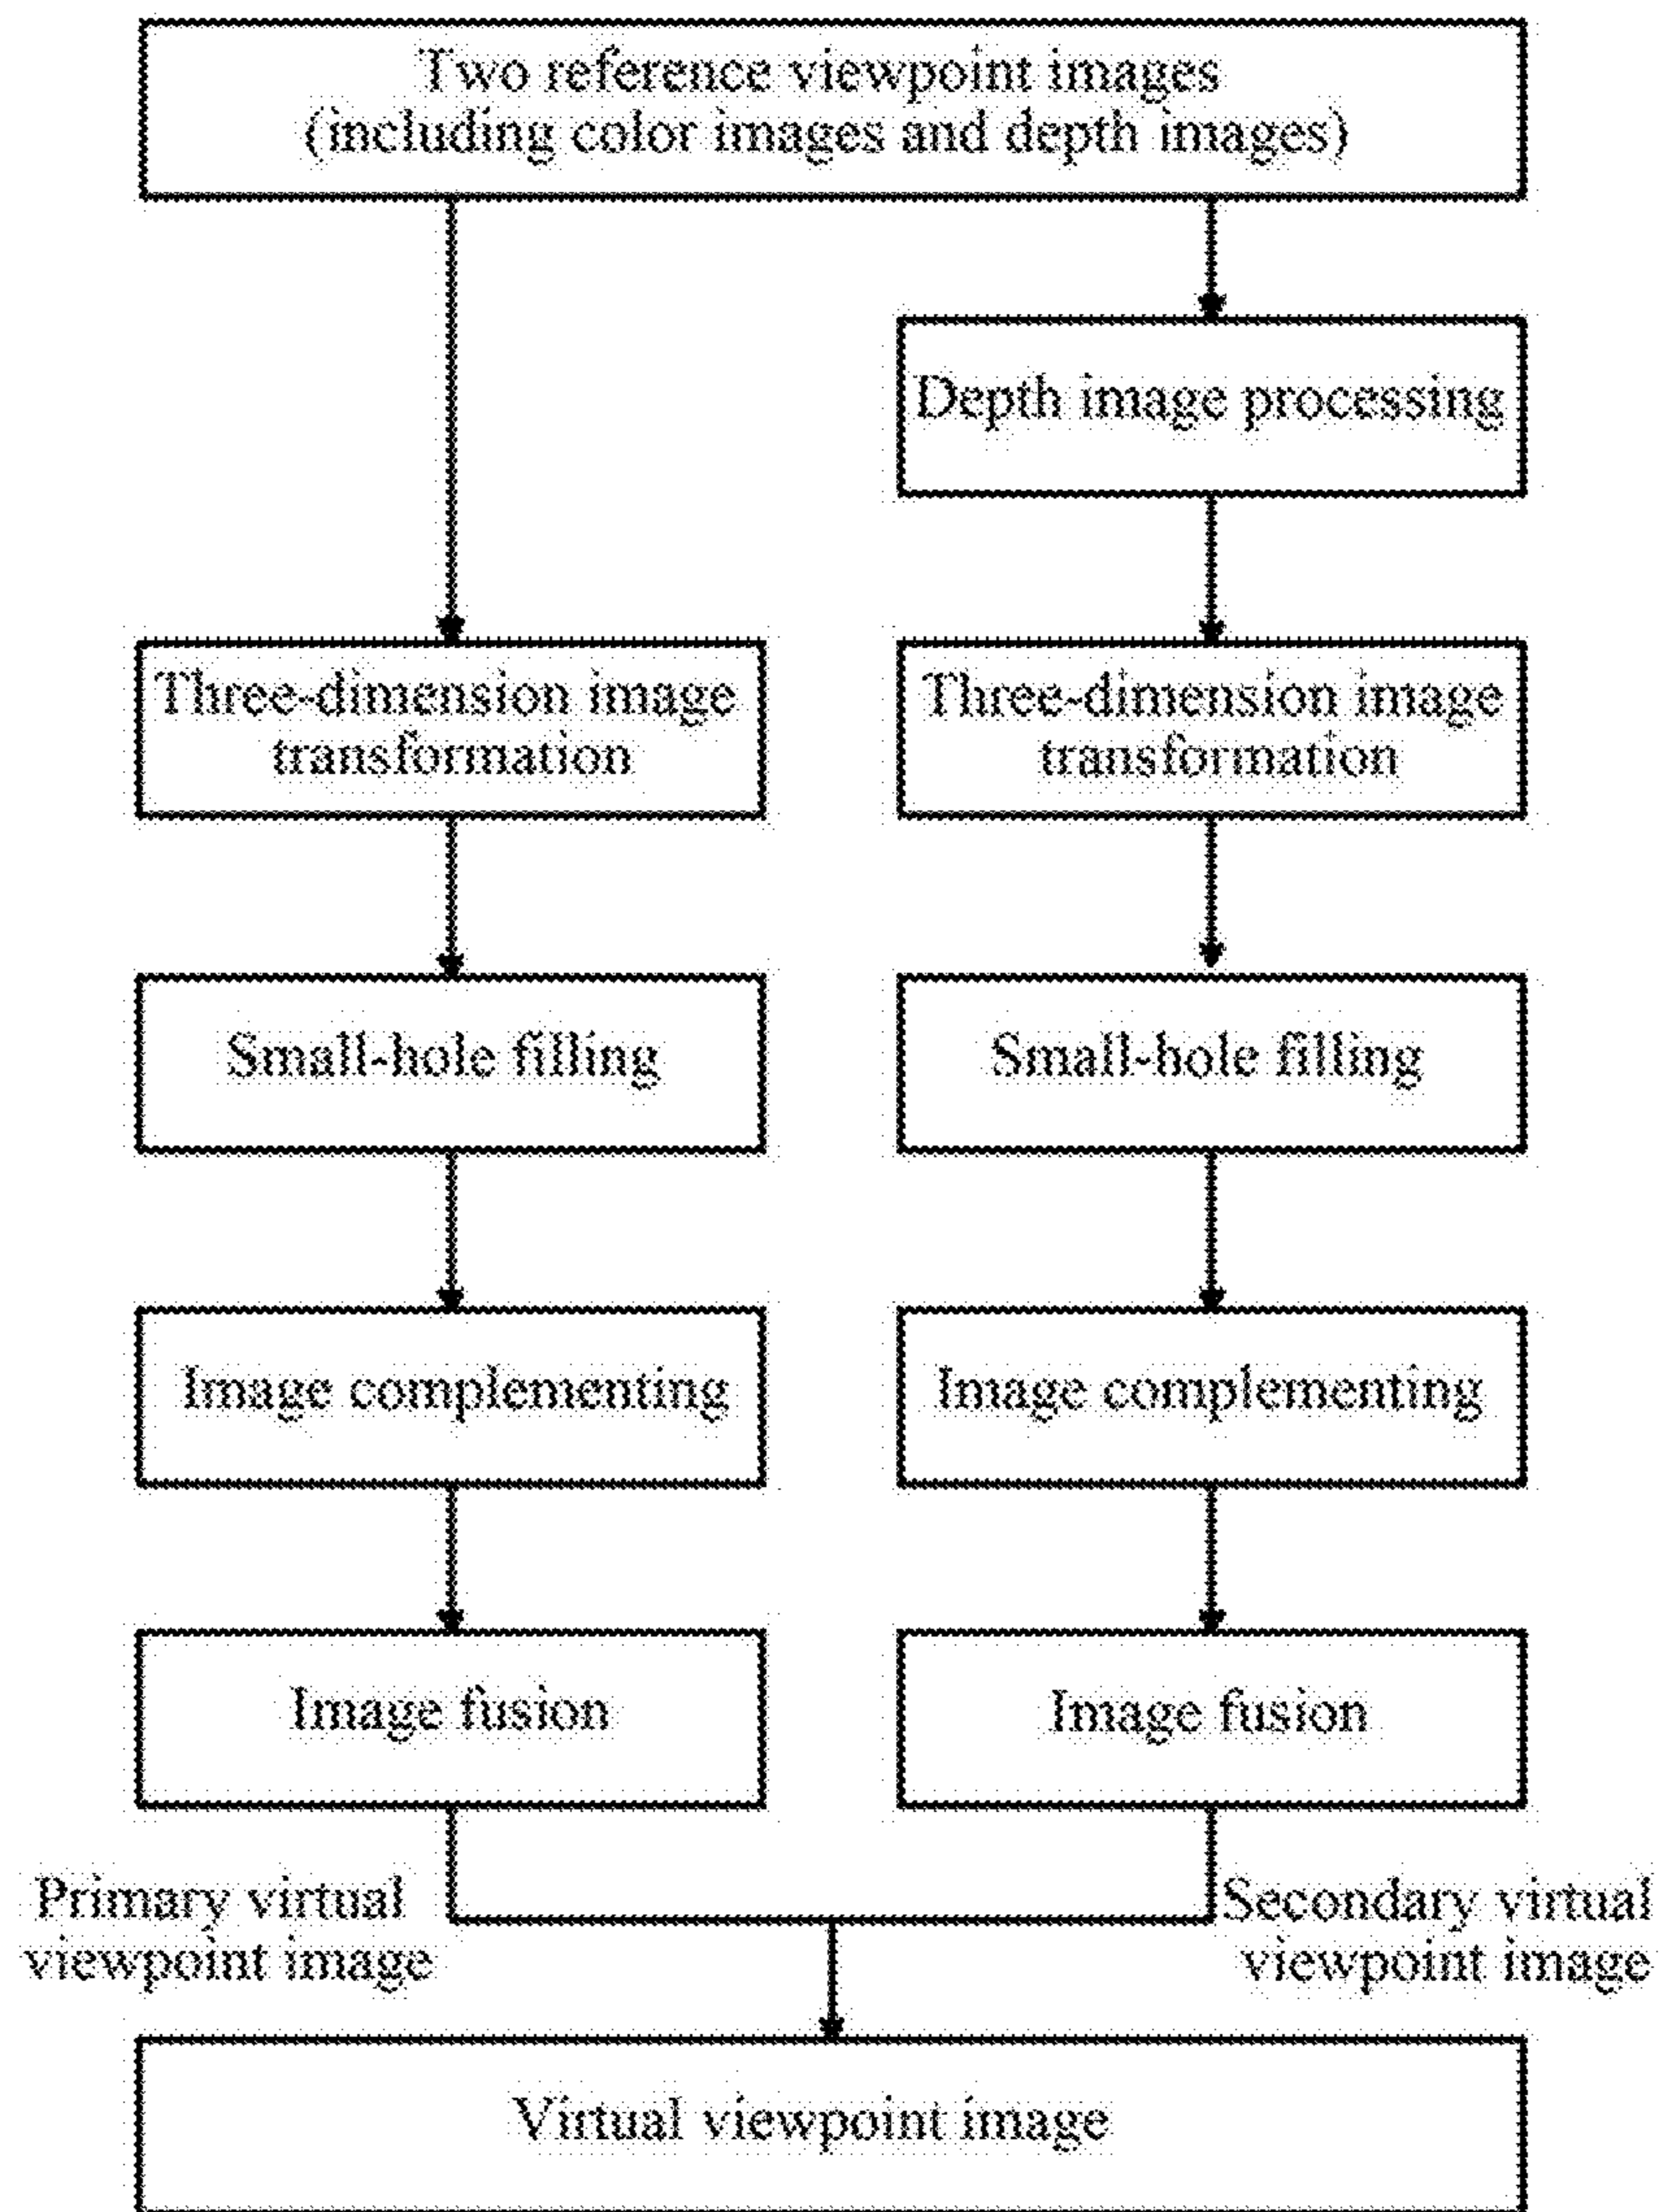 Two reference viewpoint images
(including color images and depth images)
Depth image processing
Three-dimension image
transformation
Three-dimension image
transformation
Small-hole filling
Small-hole filling
Image complementing
Image complementing
Image fusion
Image fusion
Primary virtual
viewpoint image
Secondary virtual
viewpoint image
Virtual viewpoint image